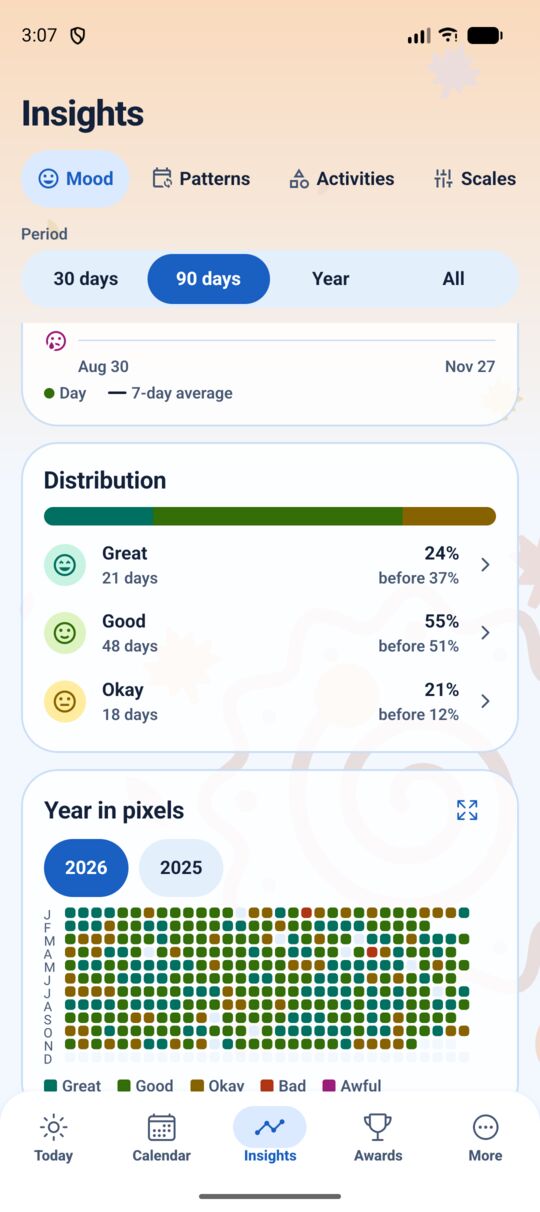 3:07
Insights
Mood
Patterns
Activities
Scales
Period
30 days
90 days
Year
All
Aug 30
Nov 27
Day
7-day average
Distribution
Great
24%
21 days
before 37%
Good
55%
48 days
before 51%
Okay
21%
18 days
before 12%
Year in pixels
2026
2025
J
F
M
A
M
J
J
A
S
O
N
D
Great
Good
Okay
Bad
Awful
Today
Calendar
Insights
Awards
More